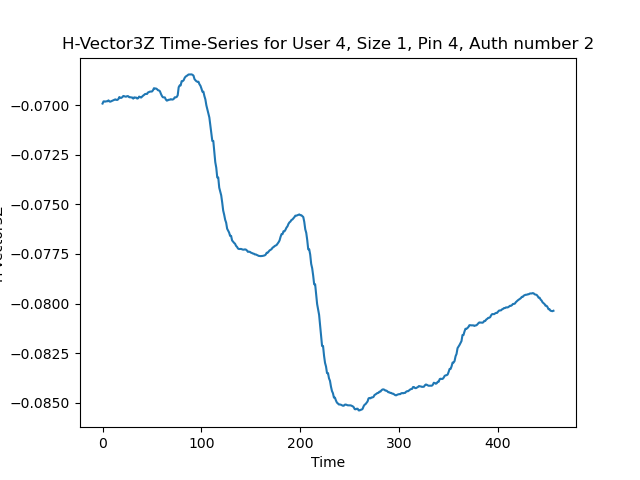 H-Vector3Z Time-Series for User 4, Size 1, Pin 4, Auth number 2
−0.0700
−0.0725
−0.0750
−0.0775
−0.0800
−0.0825
−0.0850
H-Vector3Z
0 100 200 300 400
Time